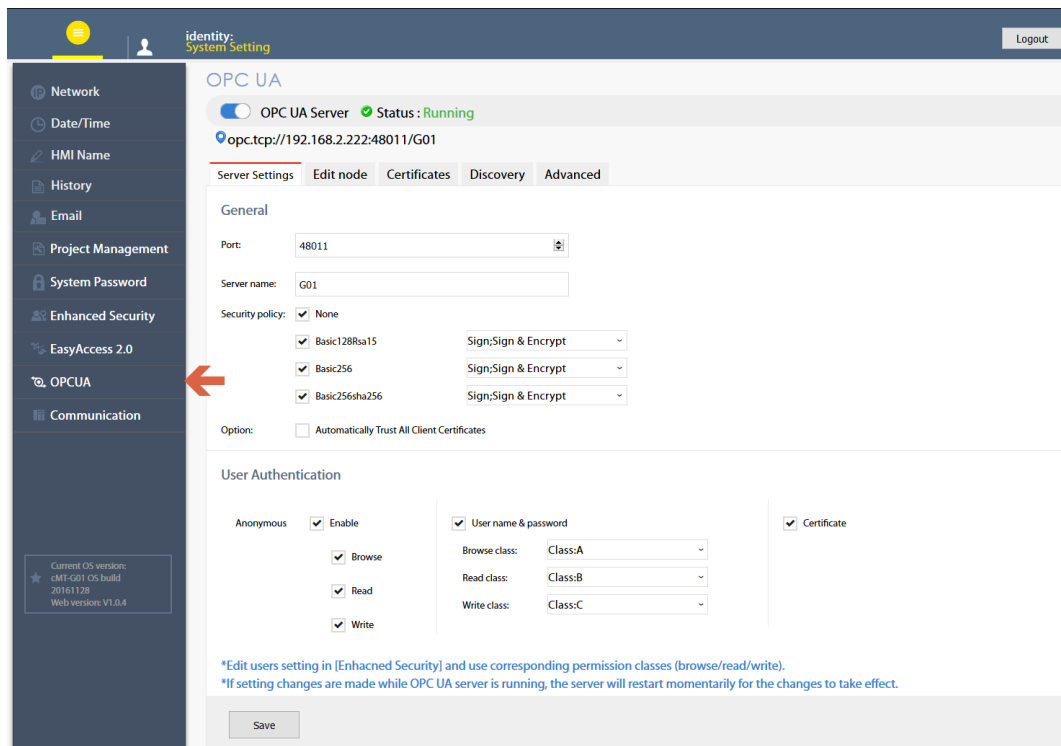 identity:
System Setting
Logout
Network
Date/Time
HMI Name
History
Email
Project Management
System Password
Enhanced Security
EasyAccess 2.0
OPCUA
Communication
Current OS version:
cMT-G01 OS build
20161128
Web version: V1.0.4
OPC UA
OPC UA Server Status : Running
opc.tcp://192.168.2.222:48011/G01
Server Settings Edit node Certificates Discovery Advanced
General
Port: 48011
Server name: G01
Security policy: None
Basic128Rsa15 Sign;Sign & Encrypt
Basic256 Sign;Sign & Encrypt
Basic256sha256 Sign;Sign & Encrypt
Option: Automatically Trust All Client Certificates
User Authentication
Anonymous Enable User name & password Certificate
Browse Browse class: Class:A
Read Read class: Class:B
Write Write class: Class:C
*Edit users setting in [Enhacned Security] and use corresponding permission classes (browse/read/write).
*If setting changes are made while OPC UA server is running, the server will restart momentarily for the changes to take effect.
Save